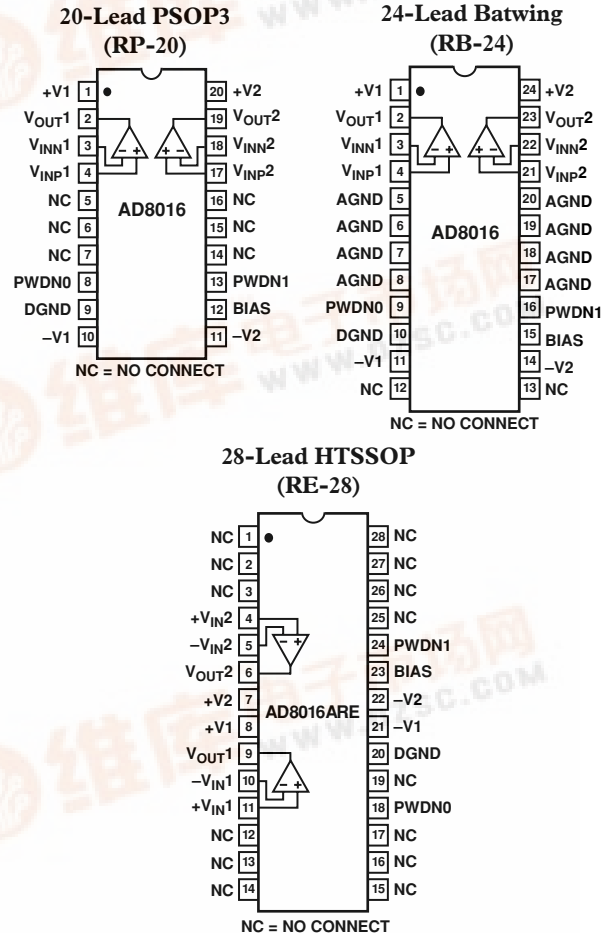 20-Lead PSOP3
(RP-20)
+V1 1 20 +V2
VOUT1 2 19 VOUT2
VINN1 3 18 VINN2
VINP1 4 17 VINP2
NC 5 16 NC
NC 6 15 NC
NC 7 14 NC
PWDN0 8 13 PWDN1
DGND 9 12 BIAS
–V1 10 11 –V2
AD8016
NC = NO CONNECT
24-Lead Batwing
(RB-24)
+V1 1 24 +V2
VOUT1 2 23 VOUT2
VINN1 3 22 VINN2
VINP1 4 21 VINP2
AGND 5 20 AGND
AGND 6 19 AGND
AGND 7 18 AGND
AGND 8 17 AGND
PWDN0 9 16 PWDN1
DGND 10 15 BIAS
–V1 11 14 –V2
NC 12 13 NC
AD8016
NC = NO CONNECT
28-Lead HTSSOP
(RE-28)
NC 1 28 NC
NC 2 27 NC
NC 3 26 NC
+VIN2 4 25 NC
–VIN2 5 24 PWDN1
VOUT2 6 23 BIAS
+V2 7 22 –V2
+V1 8 21 –V1
VOUT1 9 20 DGND
–VIN1 10 19 NC
+VIN1 11 18 PWDN0
NC 12 17 NC
NC 13 16 NC
NC 14 15 NC
AD8016ARE
NC = NO CONNECT